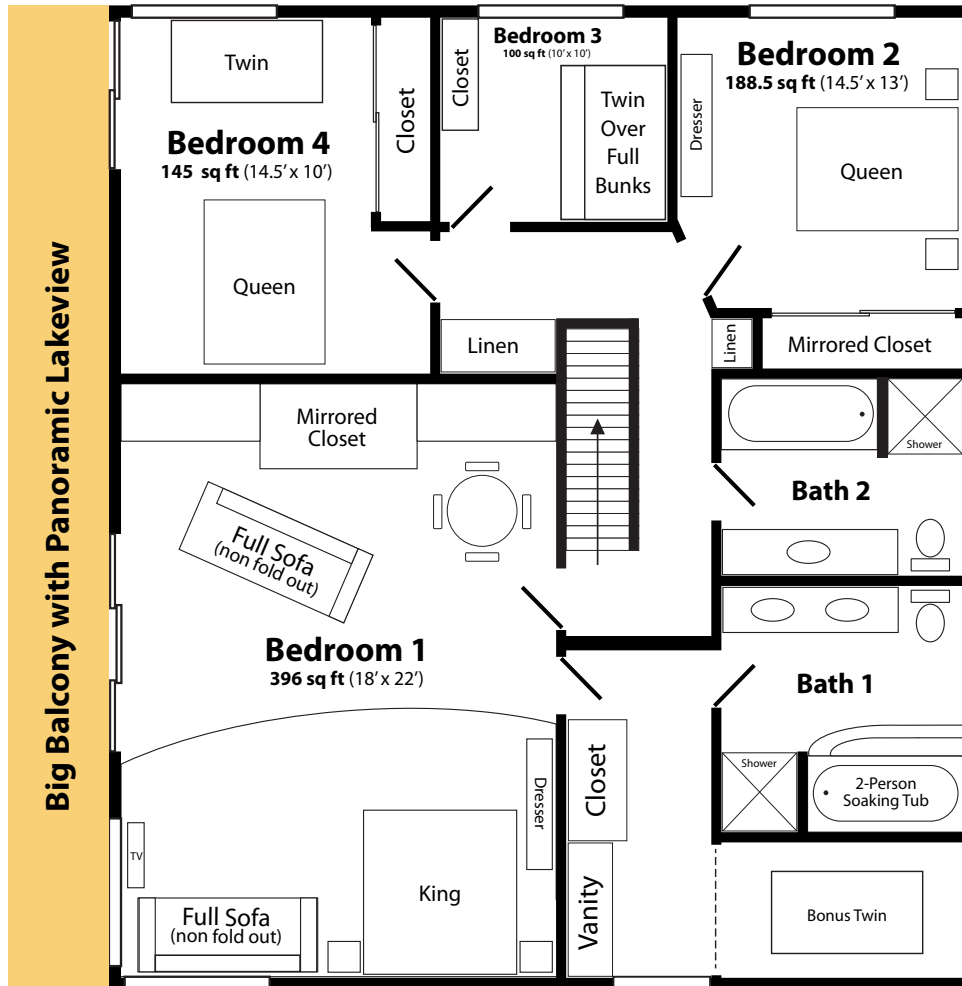 Big Balcony with Panoramic Lakeview
Twin
Closet
Bedroom 4
145 sq ft (14.5’ x 10’)
Queen
Closet
Bedroom 3
100 sq ft (10’ x 10’)
Twin
Over
Full
Bunks
Bedroom 2
188.5 sq ft (14.5’ x 13’)
Dresser
Queen
Linen
Linen
Mirrored Closet
Mirrored
Closet
Shower
Bath 2
Full Sofa
(non fold out)
Bedroom 1
396 sq ft (18’ x 22’)
Bath 1
Closet
Shower
2-Person
Soaking Tub
Dresser
TV
King
Full Sofa
(non fold out)
Vanity
Bonus Twin